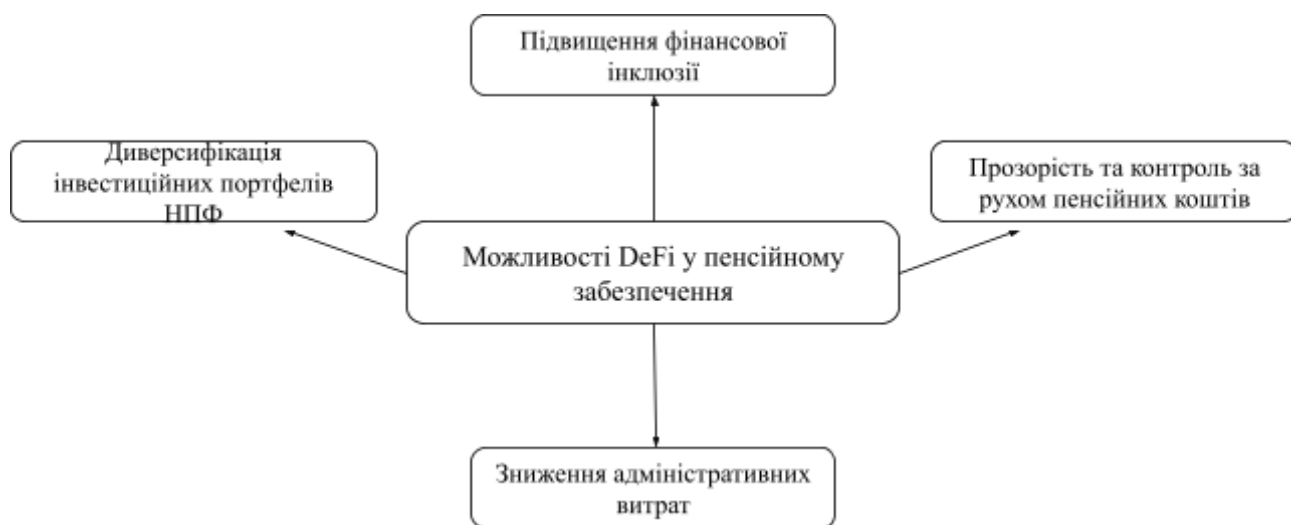 Підвищення фінансової
інклюзії
Диверсифікація
інвестиційних портфелів
НПФ
Прозорість та контроль за
рухом пенсійних коштів
Можливості DeFi у пенсійному
забезпечення
Зниження адміністративних
витрат